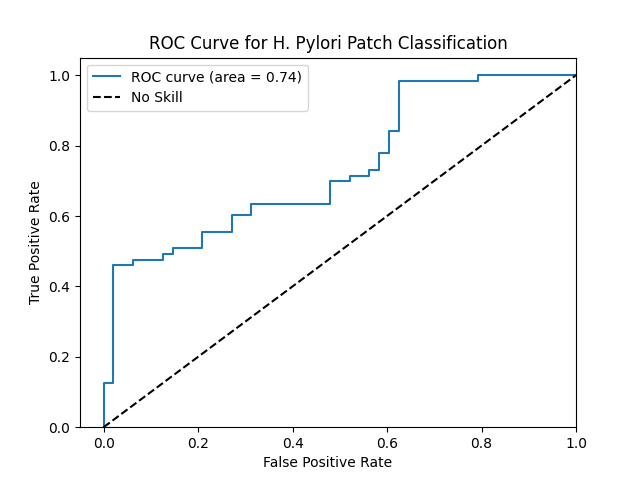 ROC Curve for H. Pylori Patch Classification
ROC curve (area = 0.74)
No Skill
True Positive Rate
1.0
0.8
0.6
0.4
0.2
0.0
0.0 0.2 0.4 0.6 0.8 1.0
False Positive Rate